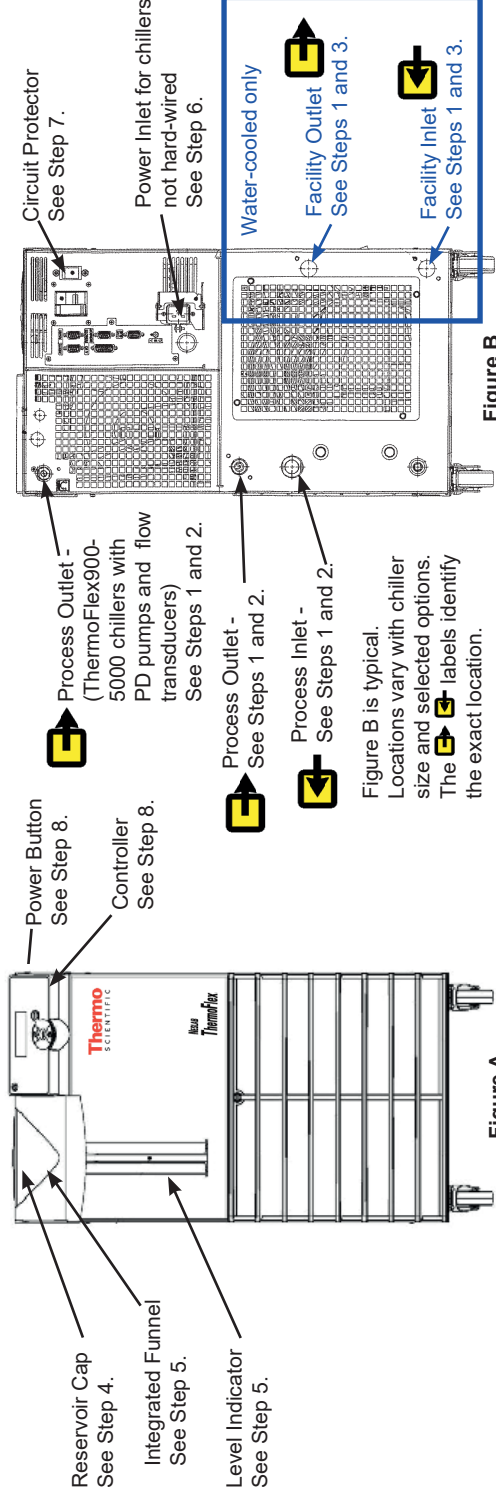 Reservoir Cap
See Step 4.
Integrated Funnel
See Step 5.
Level Indicator
See Step 5.
Power Button
See Step 8.
Controller
See Step 8.
Thermo
SCIENTIFIC
NESLAB
ThermoFlex
Figure A
Process Outlet -
(ThermoFlex900-
5000 chillers with
PD pumps and flow
transducers)
See Steps 1 and 2.
Process Outlet -
See Steps 1 and 2.
Process Inlet -
See Steps 1 and 2.
Figure B is typical.
Locations vary with chiller
size and selected options.
The labels identify
the exact location.
Circuit Protector
See Step 7.
Power Inlet for chillers
not hard-wired
See Step 6.
Water-cooled only
Facility Outlet
See Steps 1 and 3.
Facility Inlet
See Steps 1 and 3.
Figure B